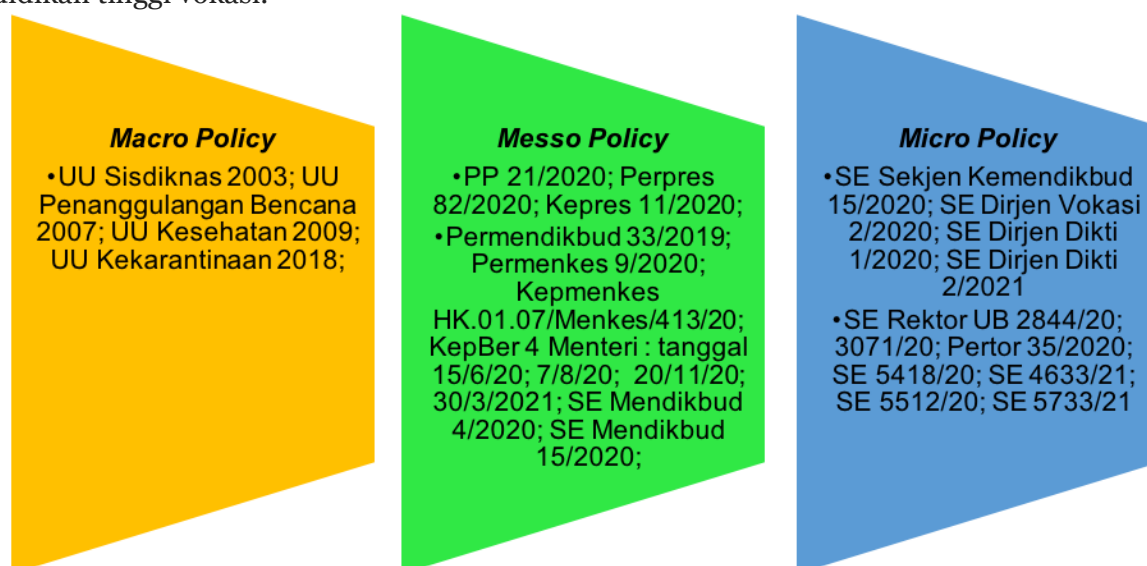 didikan tinggi vokasi.
Macro Policy
•UU Sisdiknas 2003; UU
Penanggulangan Bencana
2007; UU Kesehatan 2009;
UU Kekarantinaan 2018;
Messo Policy
•PP 21/2020; Perpres
82/2020; Kepres 11/2020;
•Permendikbud 33/2019;
Permenkes 9/2020;
Kepmenkes
HK.01.07/Menkes/413/20;
KepBer 4 Menteri : tanggal
15/6/20; 7/8/20; 20/11/20;
30/3/2021; SE Mendikbud
4/2020; SE Mendikbud
15/2020;
Micro Policy
•SE Sekjen Kemendikbud
15/2020; SE Dirjen Vokasi
2/2020; SE Dirjen Dikti
1/2020; SE Dirjen Dikti
2/2021
•SE Rektor UB 2844/20;
3071/20; Pertor 35/2020;
SE 5418/20; SE 4633/21;
SE 5512/20; SE 5733/21